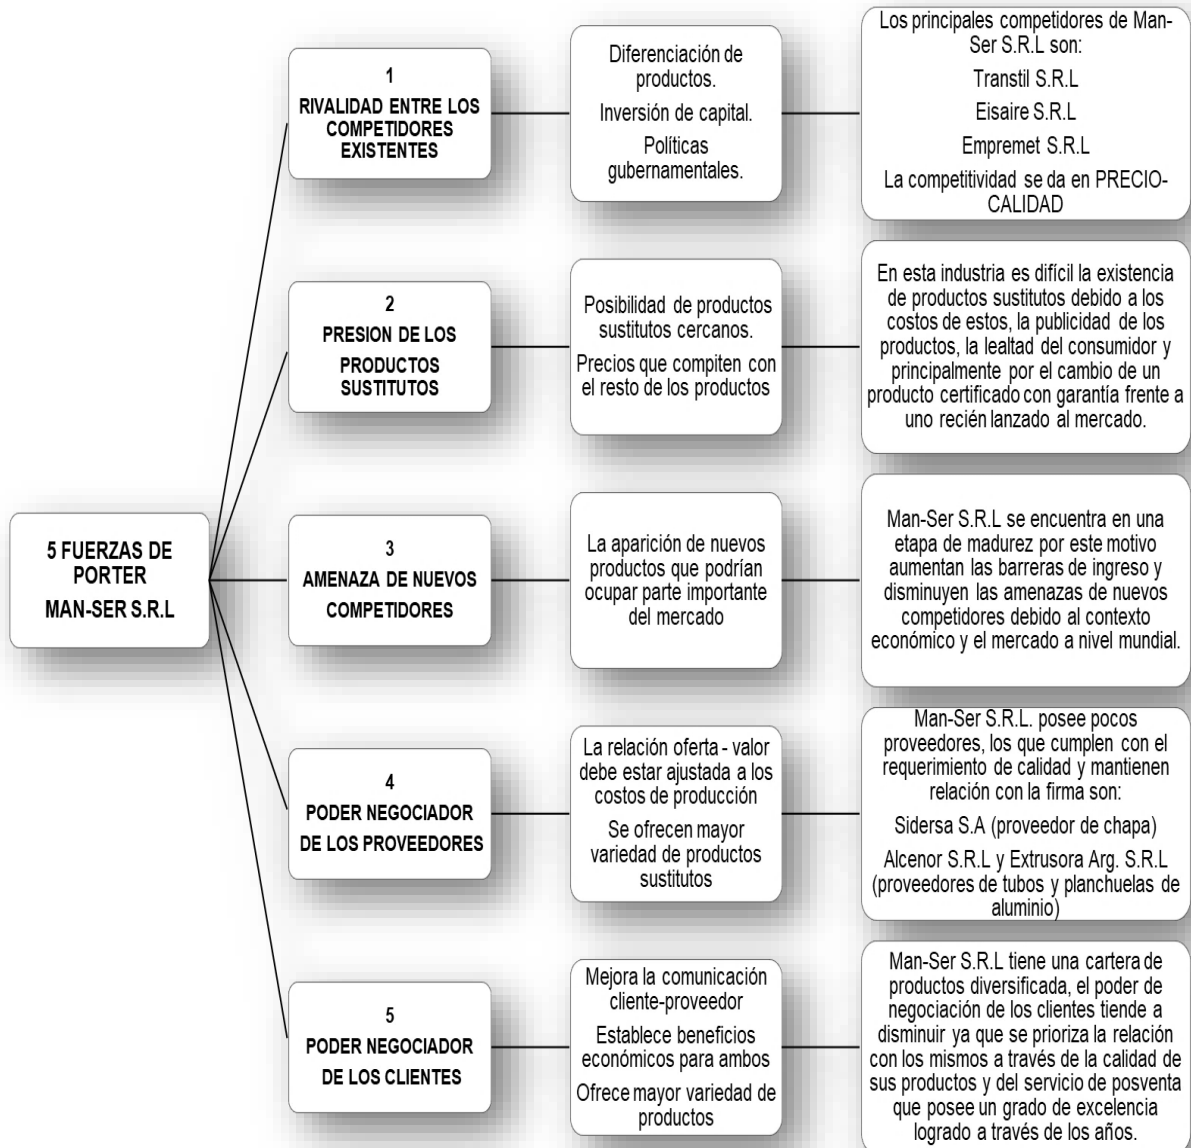 5 FUERZAS DE
PORTER
MAN-SER S.R.L
1
RIVALIDAD ENTRE LOS
COMPETIDORES
EXISTENTES
Diferenciación de
productos.
Inversión de capital.
Políticas
gubernamentales.
Los principales competidores de Man-
Ser S.R.L son:
Transtil S.R.L
Eisaire S.R.L
Empremet S.R.L
La competitividad se da en PRECIO-
CALIDAD
2
PRESION DE LOS
PRODUCTOS
SUSTITUTOS
Posibilidad de productos
sustitutos cercanos.
Precios que compiten con
el resto de los productos
En esta industria es difícil la existencia
de productos sustitutos debido a los
costos de estos, la publicidad de los
productos, la lealtad del consumidor y
principalmente por el cambio de un
producto certificado con garantía frente a
uno recién lanzado al mercado.
3
AMENAZA DE NUEVOS
COMPETIDORES
La aparición de nuevos
productos que podrían
ocupar parte importante
del mercado
Man-Ser S.R.L se encuentra en una
etapa de madurez por este motivo
aumentan las barreras de ingreso y
disminuyen las amenazas de nuevos
competidores debido al contexto
económico y el mercado a nivel mundial.
4
PODER NEGOCIADOR
DE LOS PROVEEDORES
La relación oferta - valor
debe estar ajustada a los
costos de producción
Se ofrecen mayor
variedad de productos
sustitutos
Man-Ser S.R.L. posee pocos
proveedores, los que cumplen con el
requerimiento de calidad y mantienen
relación con la firma son:
Sidersa S.A (proveedor de chapa)
Alcenor S.R.L y Extrusora Arg. S.R.L
(proveedores de tubos y planchuelas de
aluminio)
5
PODER NEGOCIADOR
DE LOS CLIENTES
Mejora la comunicación
cliente-proveedor
Establece beneficios
económicos para ambos
Ofrece mayor variedad de
productos
Man-Ser S.R.L tiene una cartera de
productos diversificada, el poder de
negociación de los clientes tiende a
disminuir ya que se prioriza la relación
con los mismos a través de la calidad de
sus productos y del servicio de posventa
que posee un grado de excelencia
logrado a través de los años.